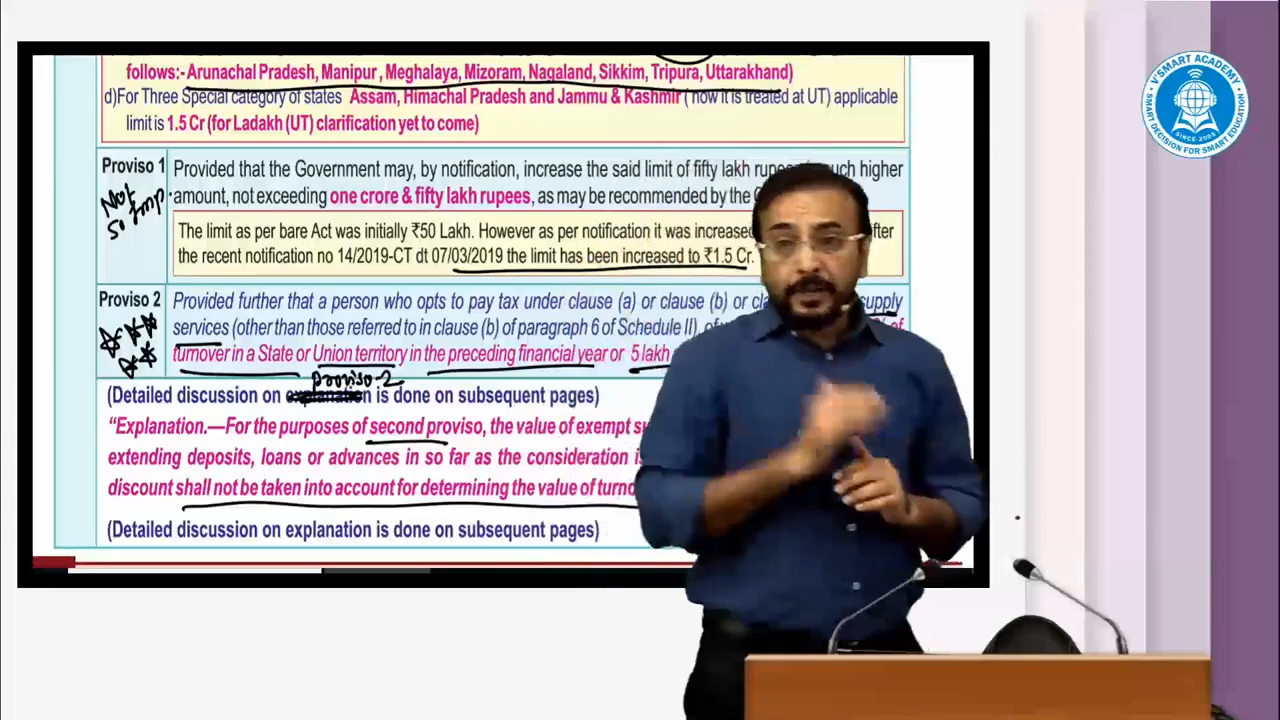 follows:- Arunachal Pradesh, Manipur , Meghalaya, Mizoram, Nagaland, Sikkim, Tripura, Uttarakhand)
d)For Three Special category of states Assam, Himachal Pradesh and Jammu & Kashmir ( now it is treated at UT) applicable
limit is 1.5 Cr (for Ladakh (UT) clarification yet to come)
Proviso 1
Not
so Imp
Provided that the Government may, by notification, increase the said limit of fifty lakh higher
amount, not exceeding one crore & fifty lakh rupees, as may be recommended by the
The limit as per bare Act was initially ₹50 Lakh. However as per notification it was increased
the recent notification no 14/2019-CT dt 07/03/2019 the limit has been increased to ₹1.5 Cr.
Proviso 2
Provided further that a person who opts to pay tax under clause (a) or clause (b) or supply
services (other than those referred to in clause (b) of paragraph 6 of Schedule II), of
turnover in a State or Union territory in the preceding financial year or 5 lakh
Proviso-2
(Detailed discussion on explanation is done on subsequent pages)
“Explanation.—For the purposes of second proviso, the value of exempt
extending deposits, loans or advances in so far as the consideration
discount shall not be taken into account for determining the value of
(Detailed discussion on explanation is done on subsequent pages)
V'SMART ACADEMY
SINCE-2005
SMART DECISION FOR SMART EDUCATION